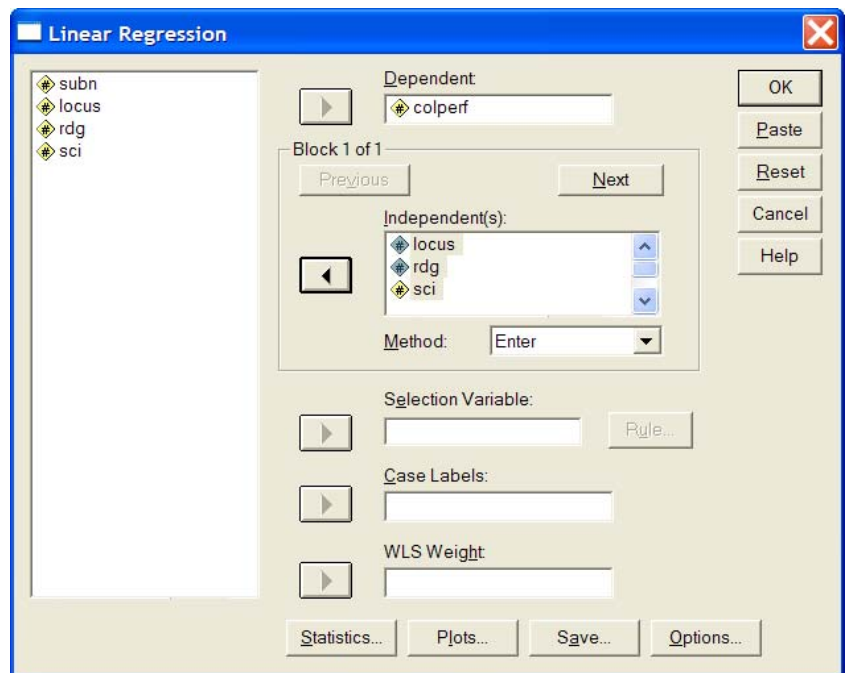 Linear Regression
subn
locus
rdg
sci
Dependent
colperf
Block 1 of 1
Previous
Next
Independent(s):
locus
rdg
sci
Method:
Enter
Selection Variable:
Rule...
Case Labels:
WLS Weight
Statistics...
Plots...
Save...
Options...
OK
Paste
Reset
Cancel
Help